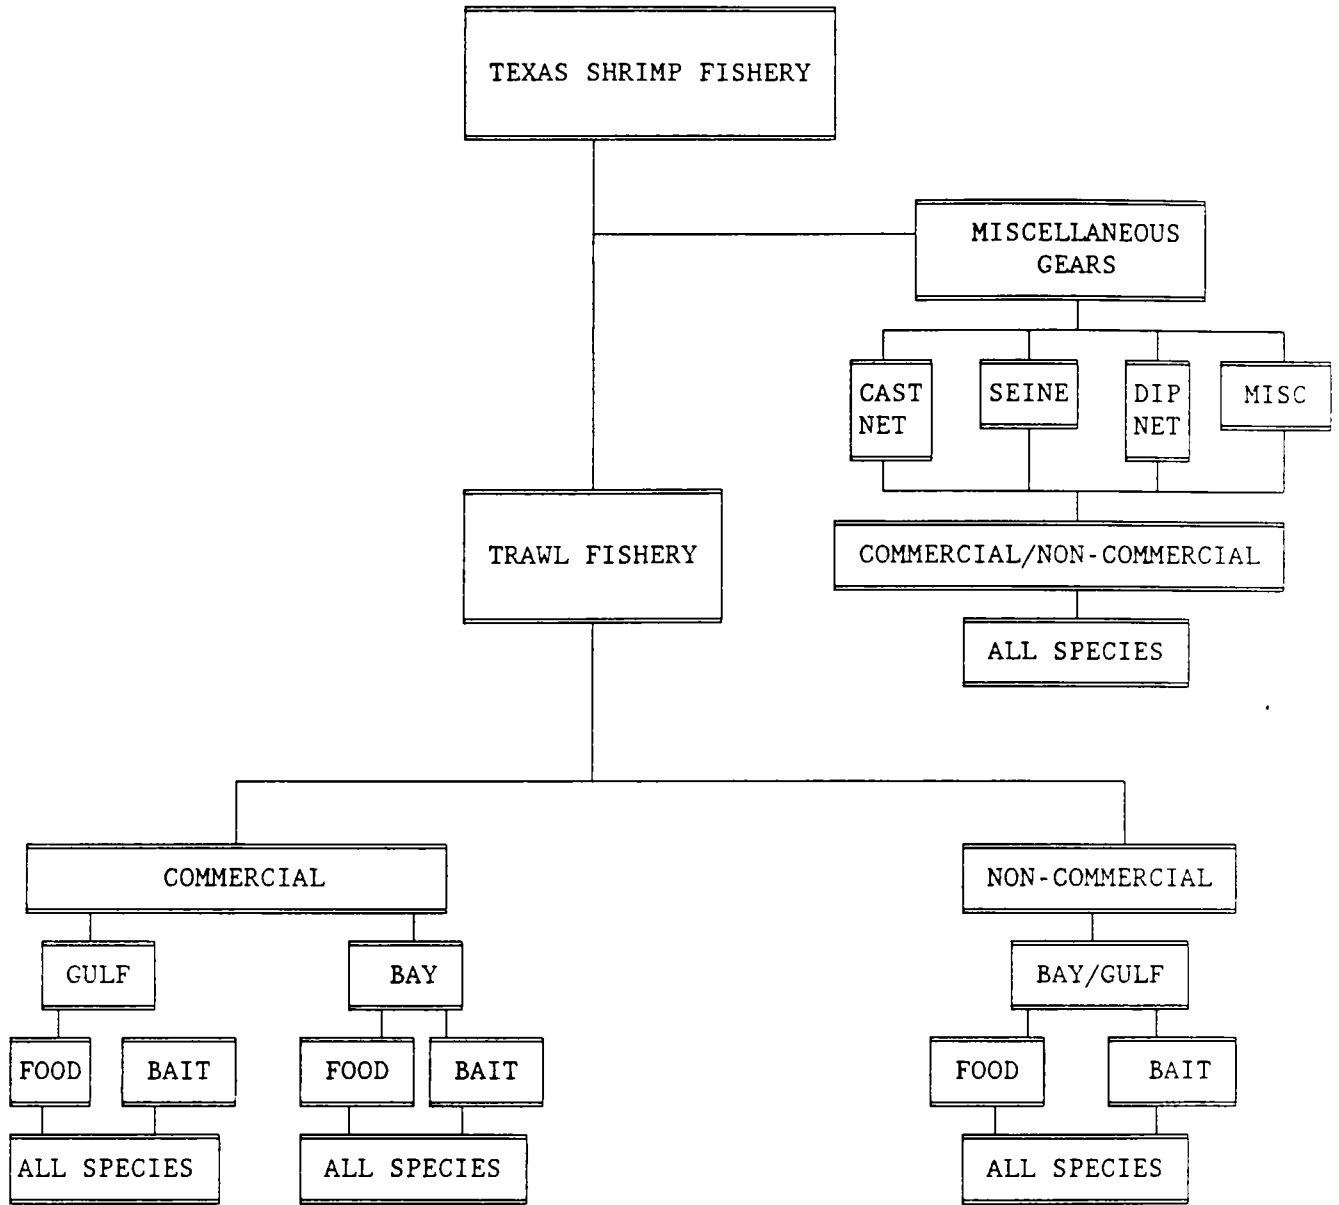 TEXAS SHRIMP FISHERY
MISCELLANEOUS
GEARS
CAST
NET
SEINE
DIP
NET
MISC
TRAWL FISHERY
COMMERCIAL/NON-COMMERCIAL
ALL SPECIES
COMMERCIAL
NON-COMMERCIAL
GULF
BAY
BAY/GULF
FOOD
BAIT
FOOD
BAIT
FOOD
BAIT
ALL SPECIES
ALL SPECIES
ALL SPECIES